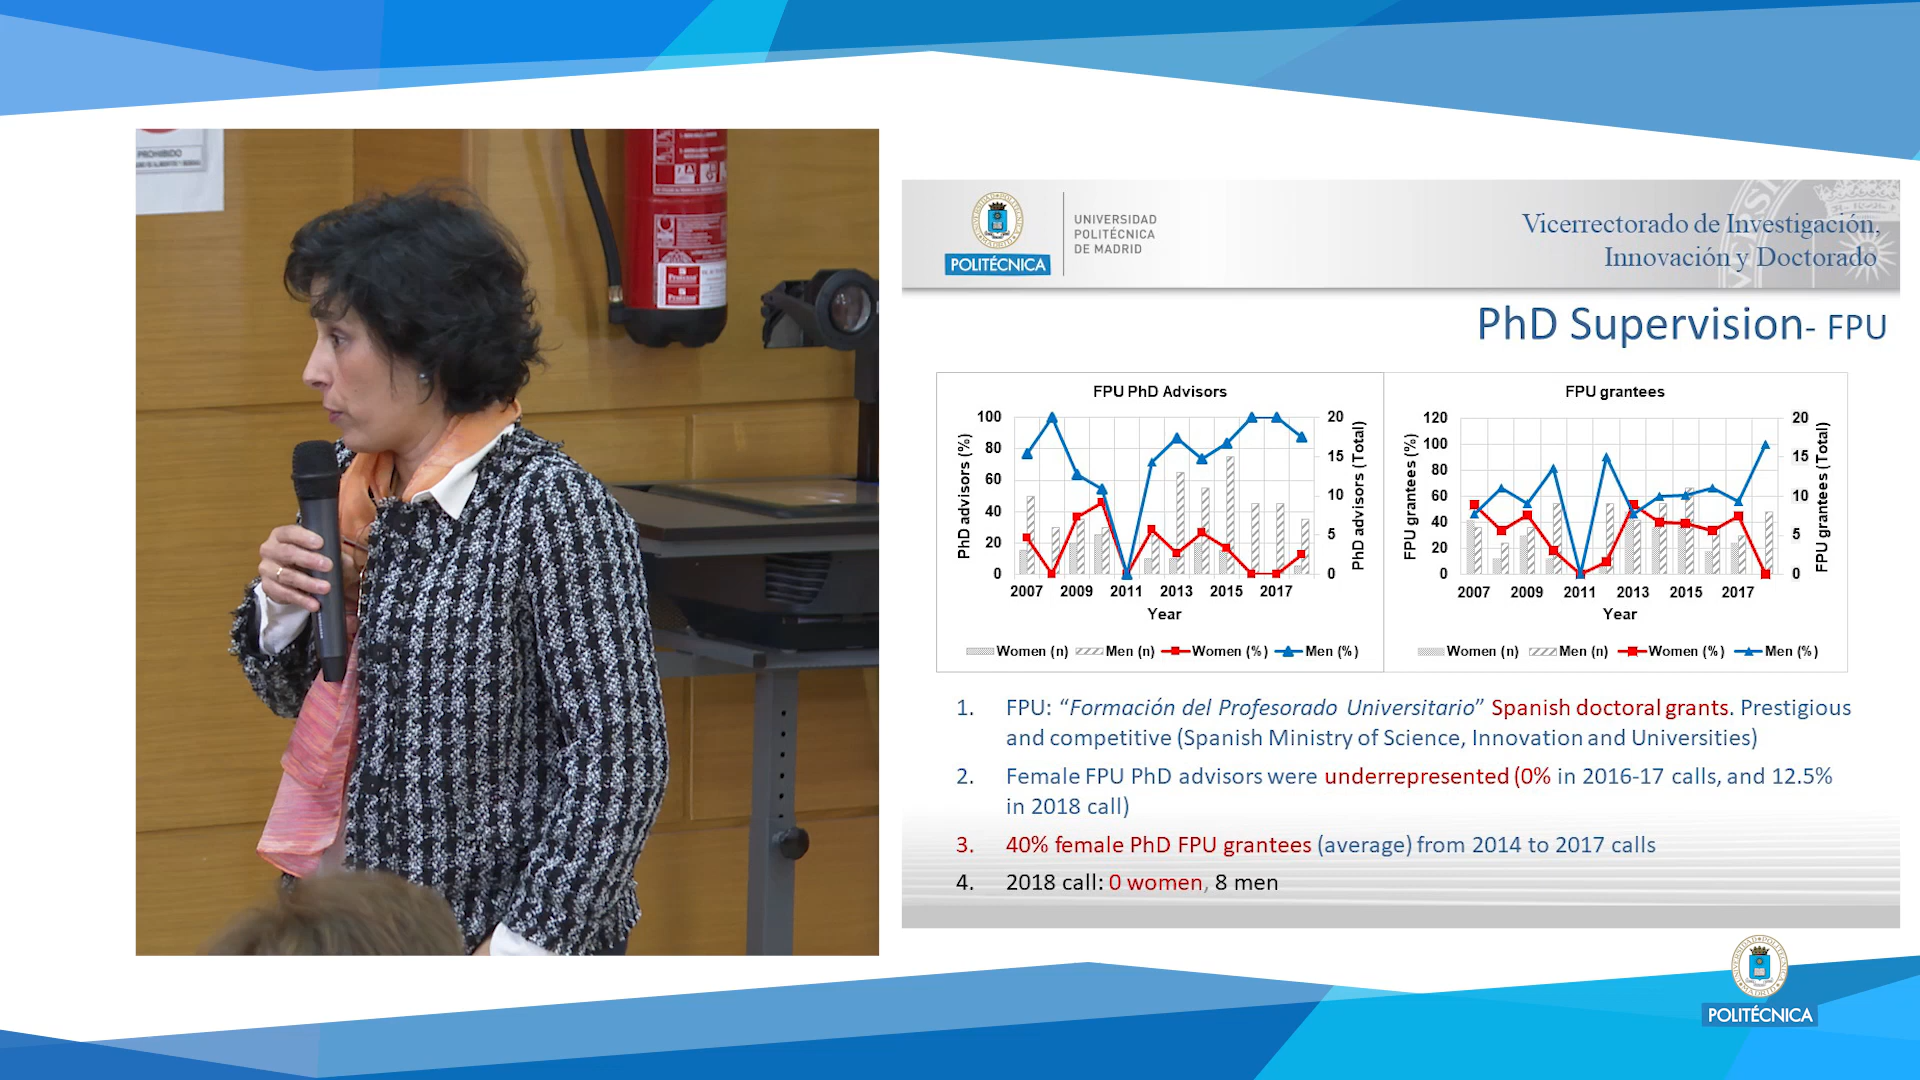 PROHIBIDO
UNIVERSIDAD
POLITÉCNICA
DE MADRID
POLITÉCNICA
Vicerrectorado de Investigación,
Innovación y Doctorado
PhD Supervision- FPU
FPU PhD Advisors
100
80
60
40
20
0
PhD advisors (%)
20
15
10
5
0
PhD advisors (Total)
2007 2009 2011 2013 2015 2017
Year
Women (n) Men (n) Women (%) Men (%)
FPU grantees
120
100
80
60
40
20
0
FPU grantees (%)
20
15
10
5
0
FPU grantees (Total)
2007 2009 2011 2013 2015 2017
Year
Women (n) Men (n) Women (%) Men (%)
1. FPU: “Formación del Profesorado Universitario” Spanish doctoral grants. Prestigious
and competitive (Spanish Ministry of Science, Innovation and Universities)
2. Female FPU PhD advisors were underrepresented (0% in 2016-17 calls, and 12.5%
in 2018 call)
3. 40% female PhD FPU grantees (average) from 2014 to 2017 calls
4. 2018 call: 0 women, 8 men
POLITÉCNICA